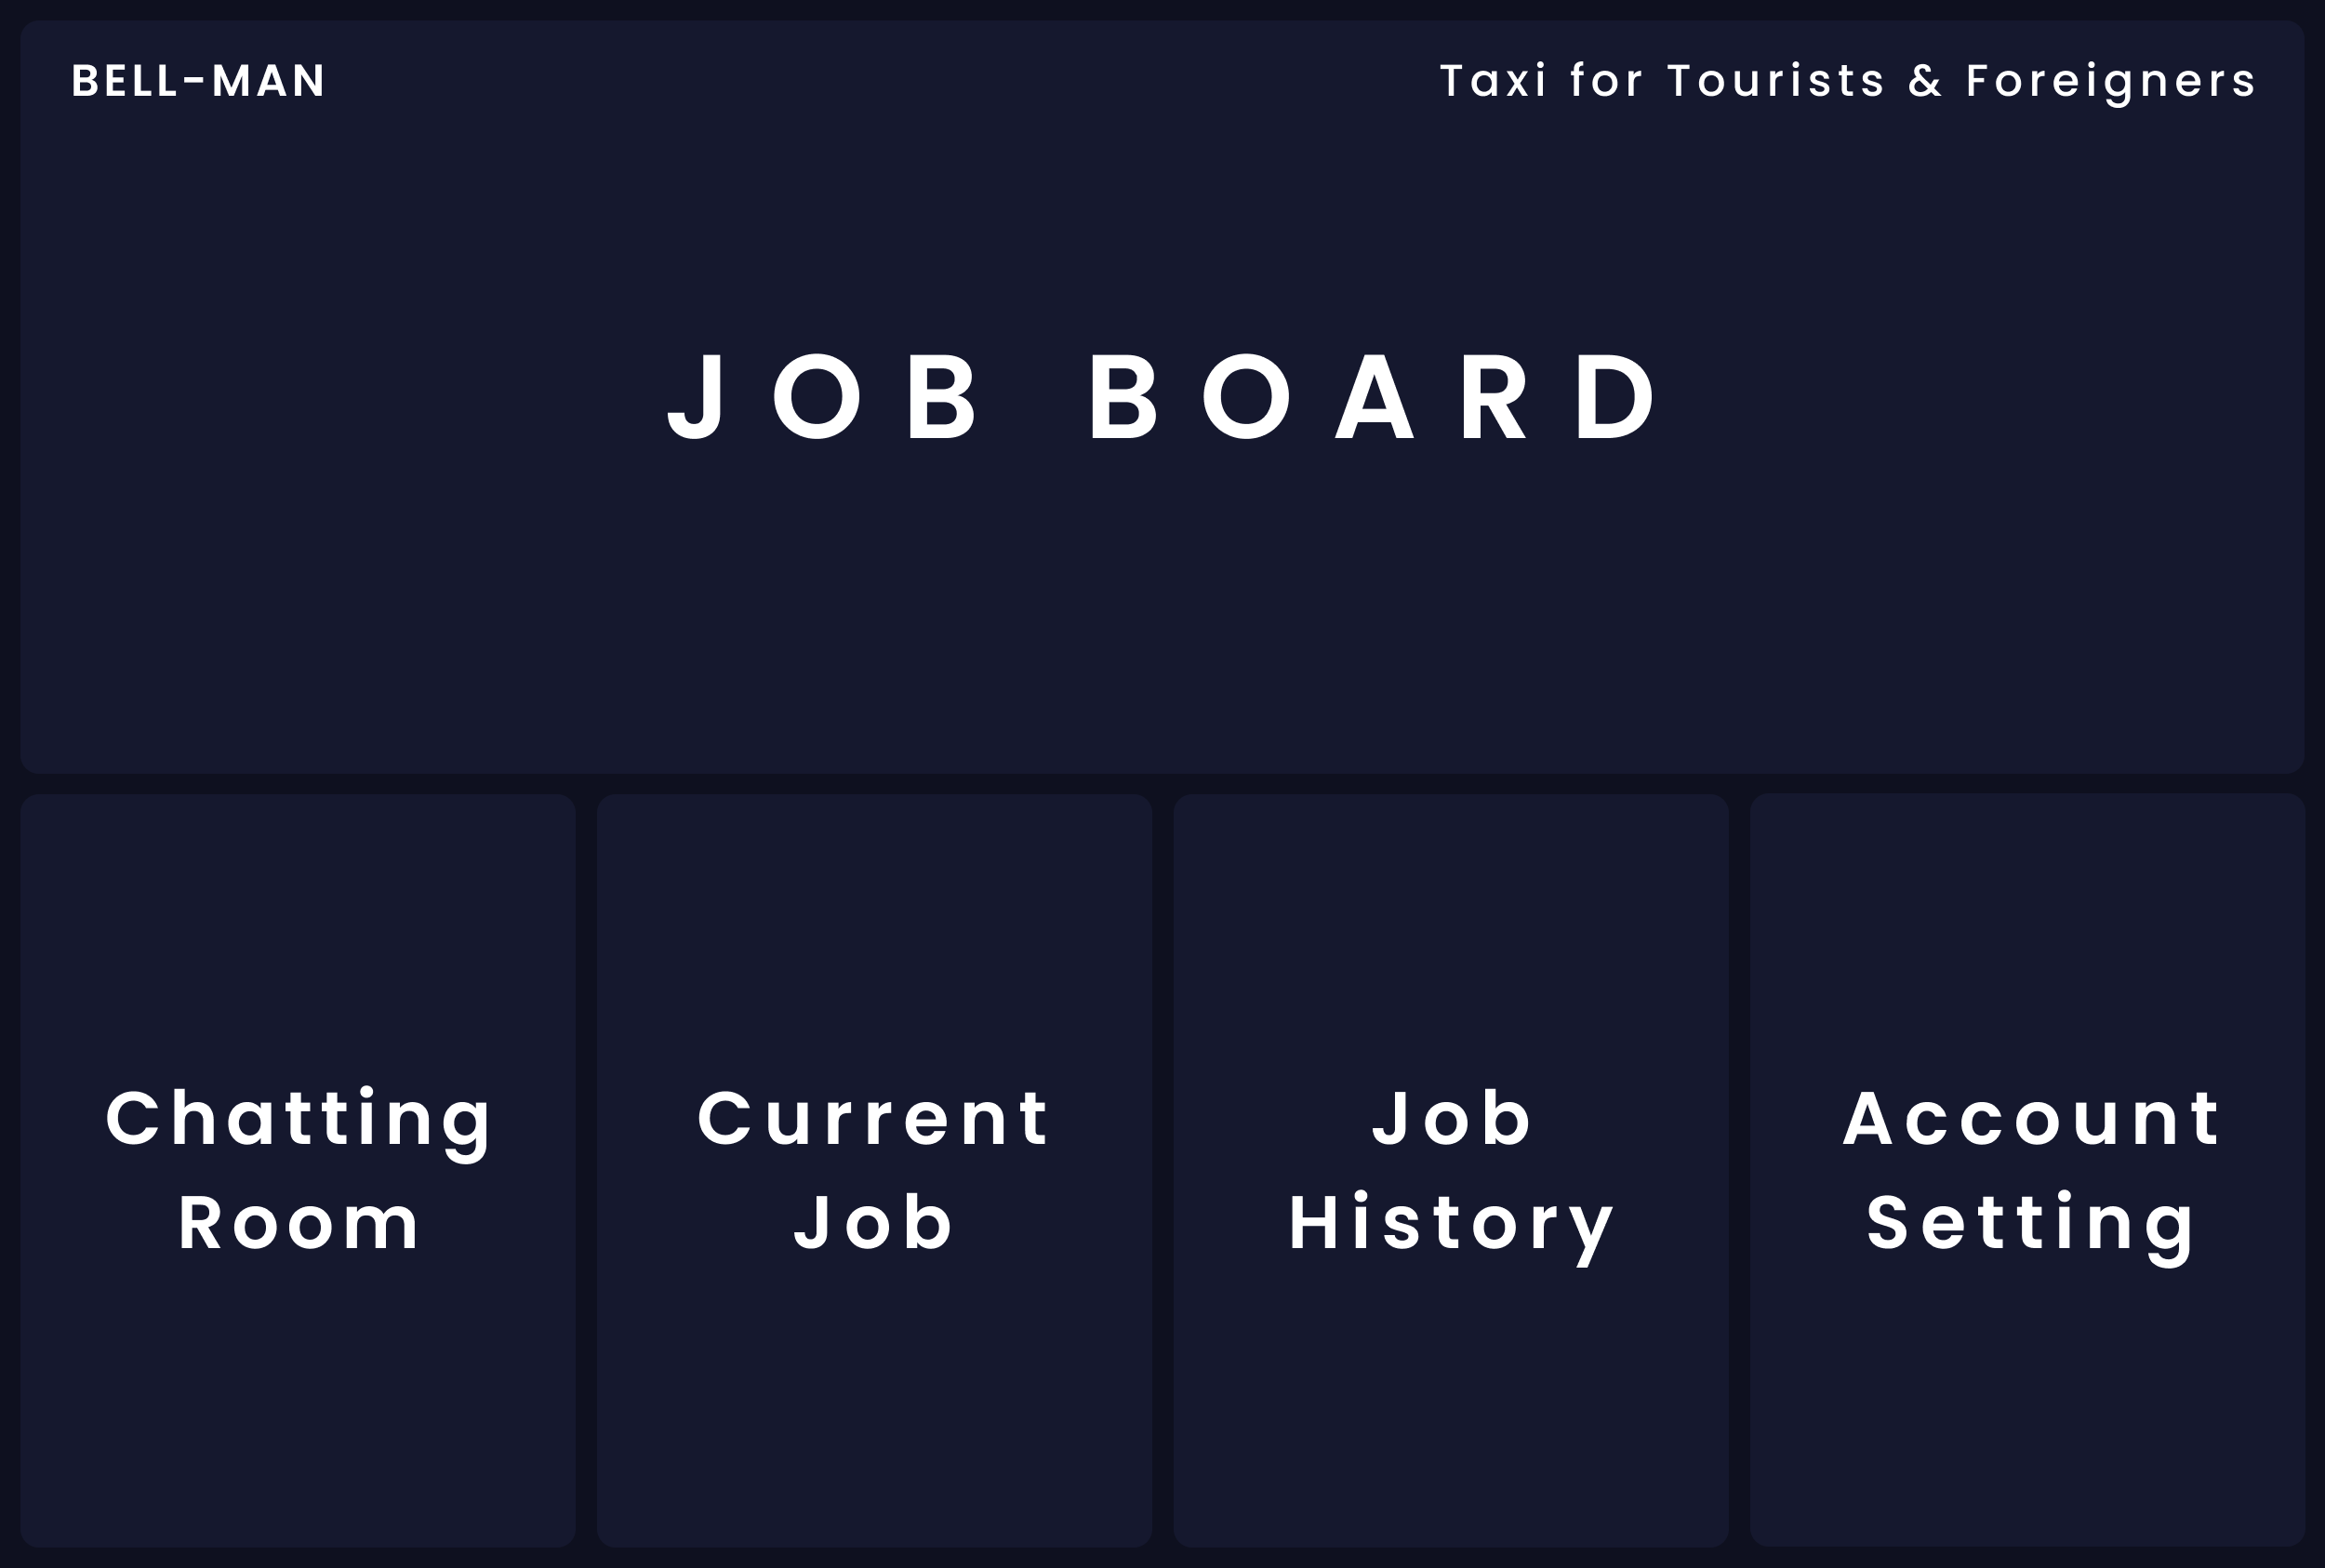 BELL-MAN
Taxi for Tourists & Foreigners
JOB BOARD
Chatting
Room
Current
Job
Job
History
Account
Setting